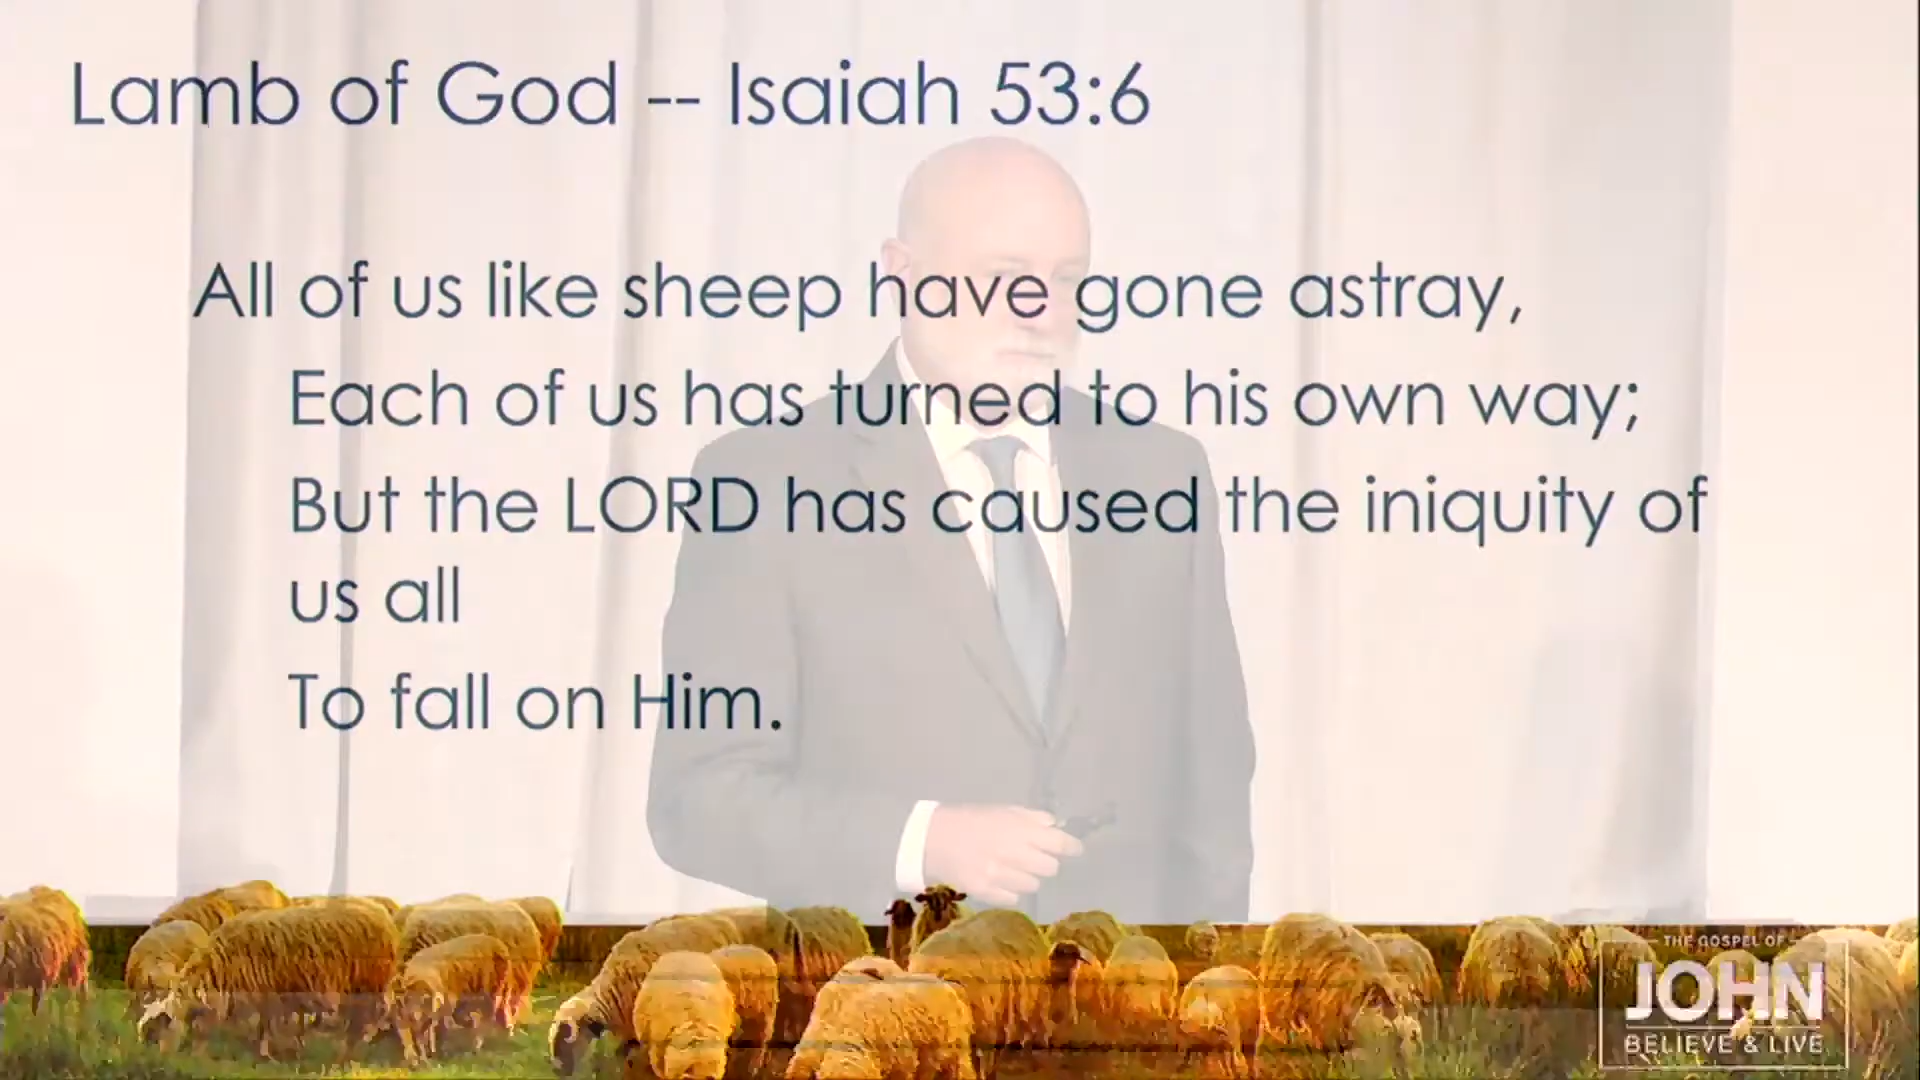 Lamb of God -- Isaiah 53:6
All of us like sheep have gone astray,
Each of us has turned to his own way;
But the LORD has caused the iniquity of
us all
To fall on Him.
THE GOSPEL OF
JOHN
BELIEVE & LIVE